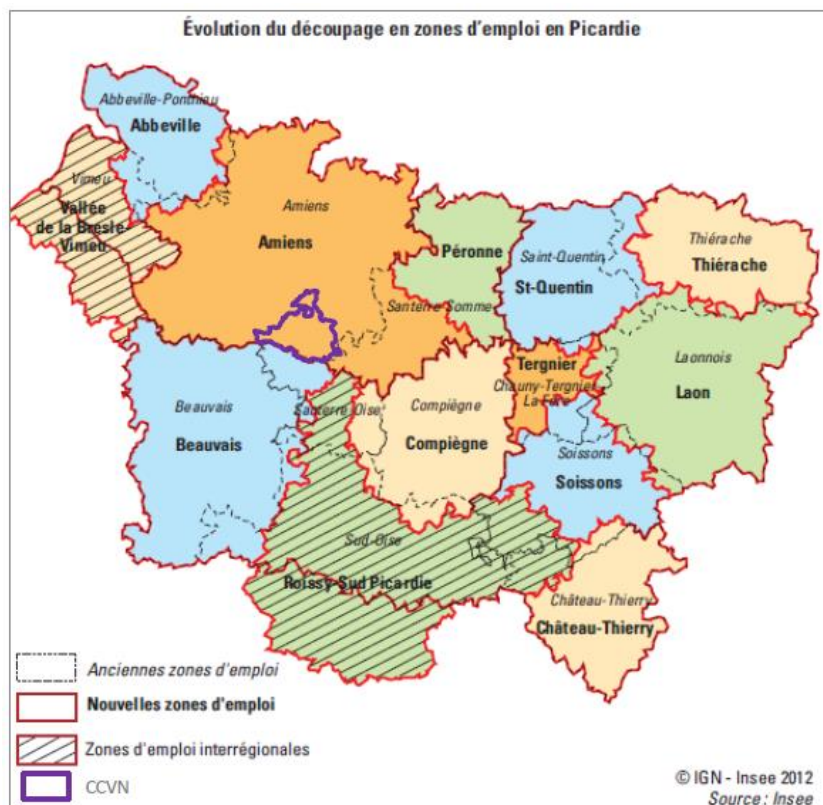 Évolution du découpage en zones d'emploi en Picardie
Abbeville-Ponthieu
Abbeville
Vimeu
Vallée
de la Bresle-
Vimeu
Amiens
Amiens
Péronne
Santerre Somme
Saint-Quentin
St-Quentin
Thiérache
Thiérache
Tergnier
Chauny-Tergnier-
La Fère
Laonnois
Laon
Beauvais
Beauvais
Santerre Oise
Compiègne
Compiègne
Soissons
Soissons
Sud-Oise
Roissy-Sud Picardie
Château-Thierry
Château-Thierry
Anciennes zones d'emploi
Nouvelles zones d'emploi
Zones d'emploi interrégionales
CCVN
© IGN - Insee 2012
Source : Insee